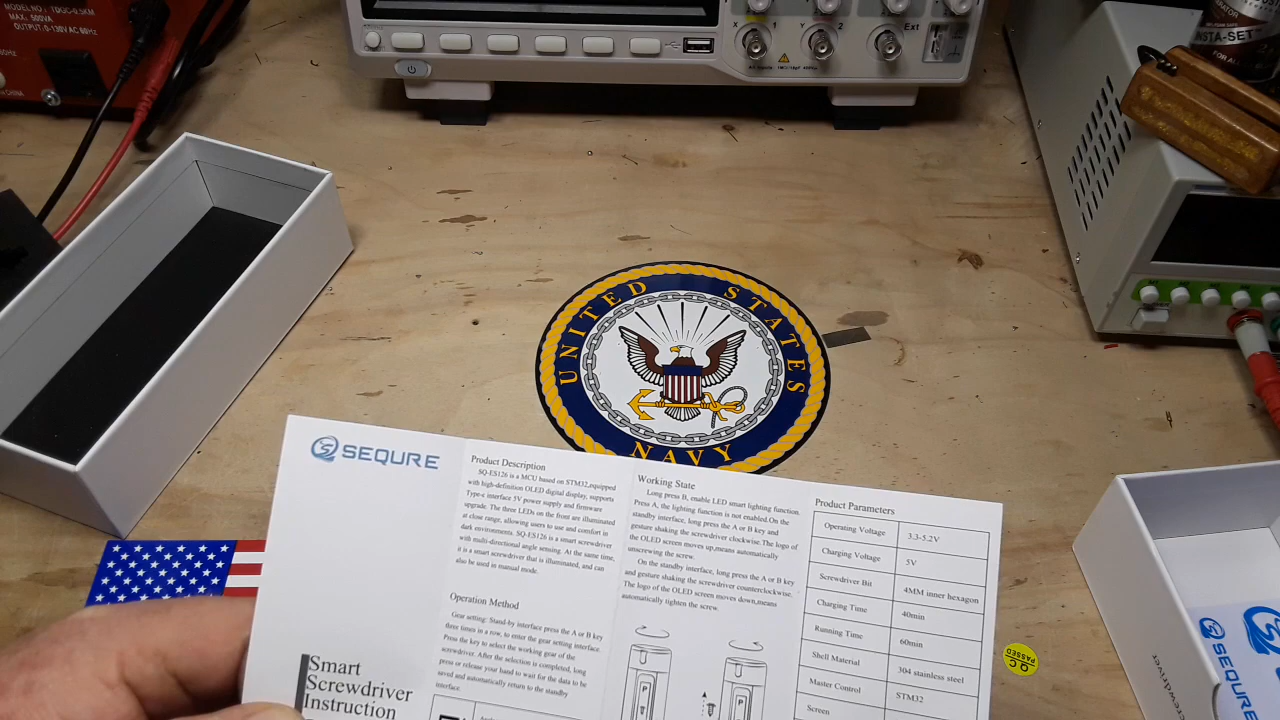 MODEL NO.: TDGC-0.5KM
MAX. 500VA
OUTPUT:0-130V AC 60Hz
60Hz
CHINA
X
1
Y
2
Ext
INSTA-SET
FOR ALL
UNITED STATES
NAVY
SEQURE
Smart
Screwdriver
Instruction
Product Description
SQ-ES126 is a MCU based on STM32,equipped
with high-definition OLED digital display, supports
Type-c interface 5V power supply and firmware
upgrade. The three LEDs on the front are illuminated
at close range, allowing users to use and comfort in
dark environments. SQ-ES126 is a smart screwdriver
with multi-directional angle sensing. At the same time,
it is a smart screwdriver that is illuminated, and can
also be used in manual mode.
Operation Method
Gear setting: Stand-by interface press the A or B key
three times in a row, to enter the gear setting interface.
Press the key to select the working gear of the
screwdriver. After the selection is completed, long
press or release your hand to wait for the data to be
saved and automatically return to the standby
interface.
Working State
Long press B, enable LED smart lighting function.
Press A, the lighting function is not enabled.On the
standby interface, long press the A or B key and
gesture shaking the screwdriver clockwise.The logo of
the OLED screen moves up,means automatically
unscrewing the screw.
On the standby interface, long press the A or B key
and gesture shaking the screwdriver counterclockwise.
The logo of the OLED screen moves down,means
automatically tighten the screw.
P
P
Product Parameters
Operating Voltage 3.3-5.2V
Charging Voltage 5V
Screwdriver Bit 4MM inner hexagon
Charging Time 40min
Running Time 60min
Shell Material 304 stainless steel
Master Control STM32
Screen
Q.C
PASSED
SEQURE
Screwdriver